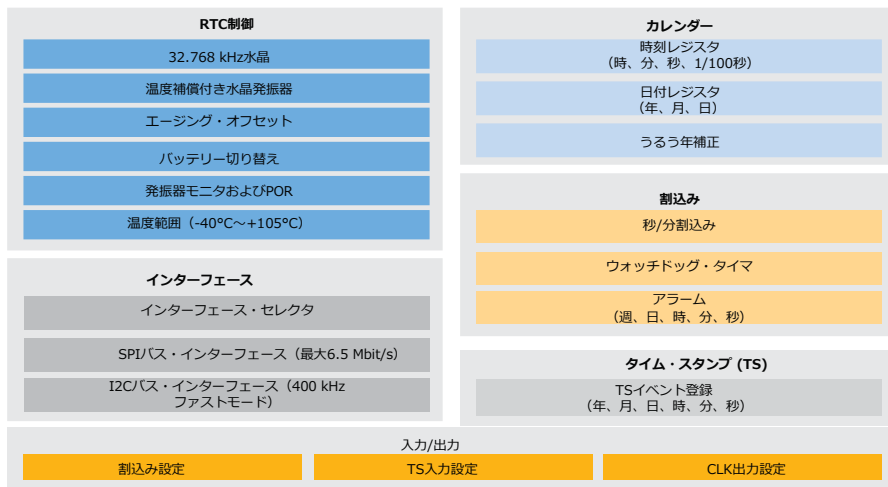 RTC制御
32.768 kHz水晶
温度補償付き水晶発振器
エージング・オフセット
バッテリー切り替え
発振器モニタおよびPOR
温度範囲（-40°C～+105°C）
インターフェース
インターフェース・セレクタ
SPIバス・インターフェース（最大6.5 Mbit/s）
I2Cバス・インターフェース（400 kHz
ファストモード）
カレンダー
時刻レジスタ
（時、分、秒、1/100秒）
日付レジスタ
（年、月、日）
うるう年補正
割込み
秒/分割込み
ウォッチドッグ・タイマ
アラーム
（週、日、時、分、秒）
タイム・スタンプ (TS)
TSイベント登録
（年、月、日、時、分、秒）
入力/出力
割込み設定
TS入力設定
CLK出力設定